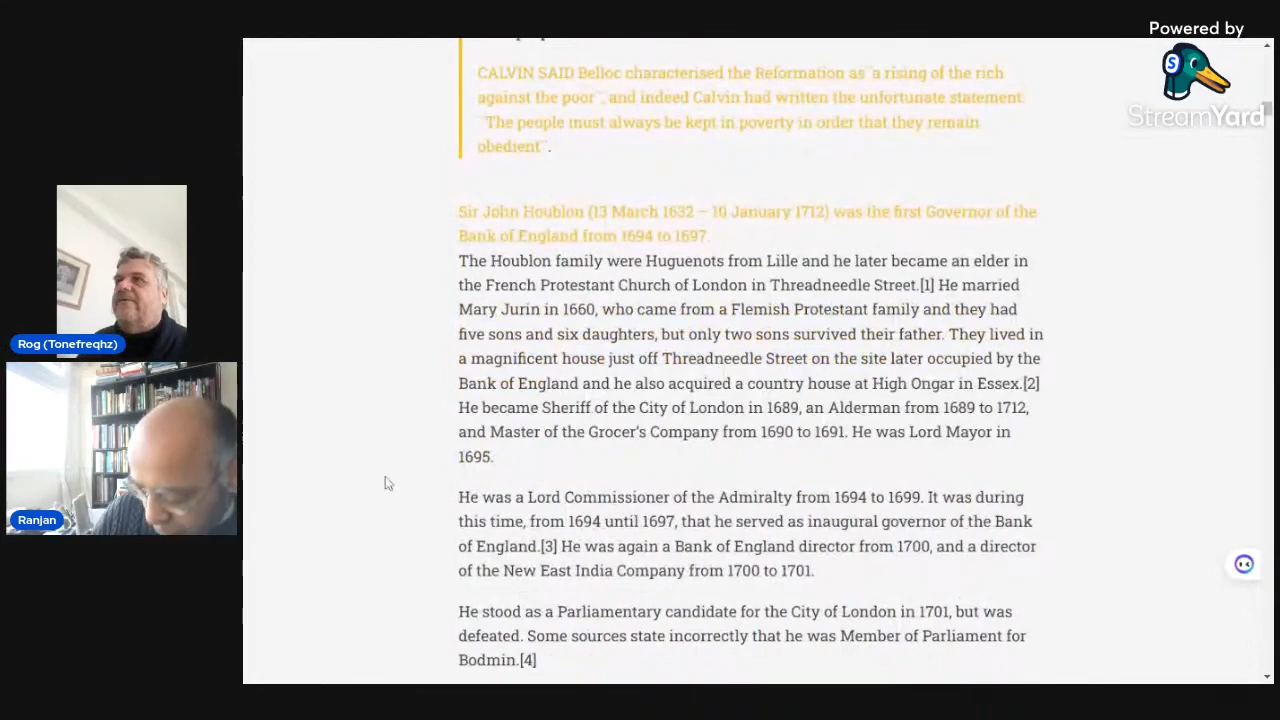 Powered by
StreamYard
CALVIN SAID Belloc characterised the Reformation as¨a rising of the rich
against the poor¨, and indeed Calvin had written the unfortunate statement:
¨The people must always be kept in poverty in order that they remain
obedient¨.
Sir John Houblon (13 March 1632 – 10 January 1712) was the first Governor of the
Bank of England from 1694 to 1697.
The Houblon family were Huguenots from Lille and he later became an elder in
the French Protestant Church of London in Threadneedle Street.[1] He married
Mary Jurin in 1660, who came from a Flemish Protestant family and they had
five sons and six daughters, but only two sons survived their father. They lived in
a magnificent house just off Threadneedle Street on the site later occupied by the
Bank of England and he also acquired a country house at High Ongar in Essex.[2]
He became Sheriff of the City of London in 1689, an Alderman from 1689 to 1712,
and Master of the Grocer's Company from 1690 to 1691. He was Lord Mayor in
1695.
He was a Lord Commissioner of the Admiralty from 1694 to 1699. It was during
this time, from 1694 until 1697, that he served as inaugural governor of the Bank
of England.[3] He was again a Bank of England director from 1700, and a director
of the New East India Company from 1700 to 1701.
He stood as a Parliamentary candidate for the City of London in 1701, but was
defeated. Some sources state incorrectly that he was Member of Parliament for
Bodmin.[4]
Rog (Tonefreqhz)
Ranjan